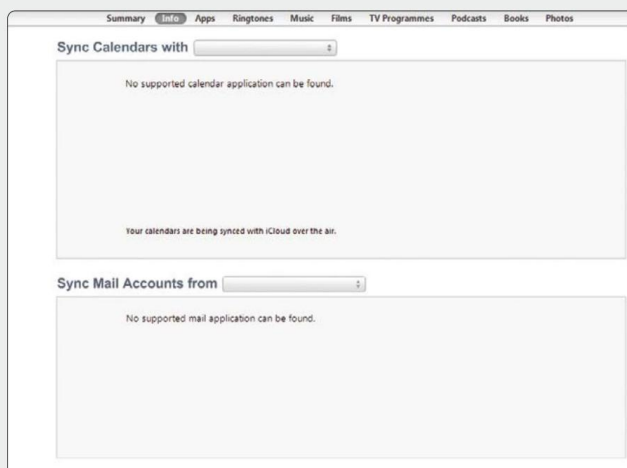 Summary Info Apps Ringtones Music Films TV Programmes Podcasts Books Photos
Sync Calendars with
No supported calendar application can be found.
Your calendars are being synced with iCloud over the air.
Sync Mail Accounts from
No supported mail application can be found.